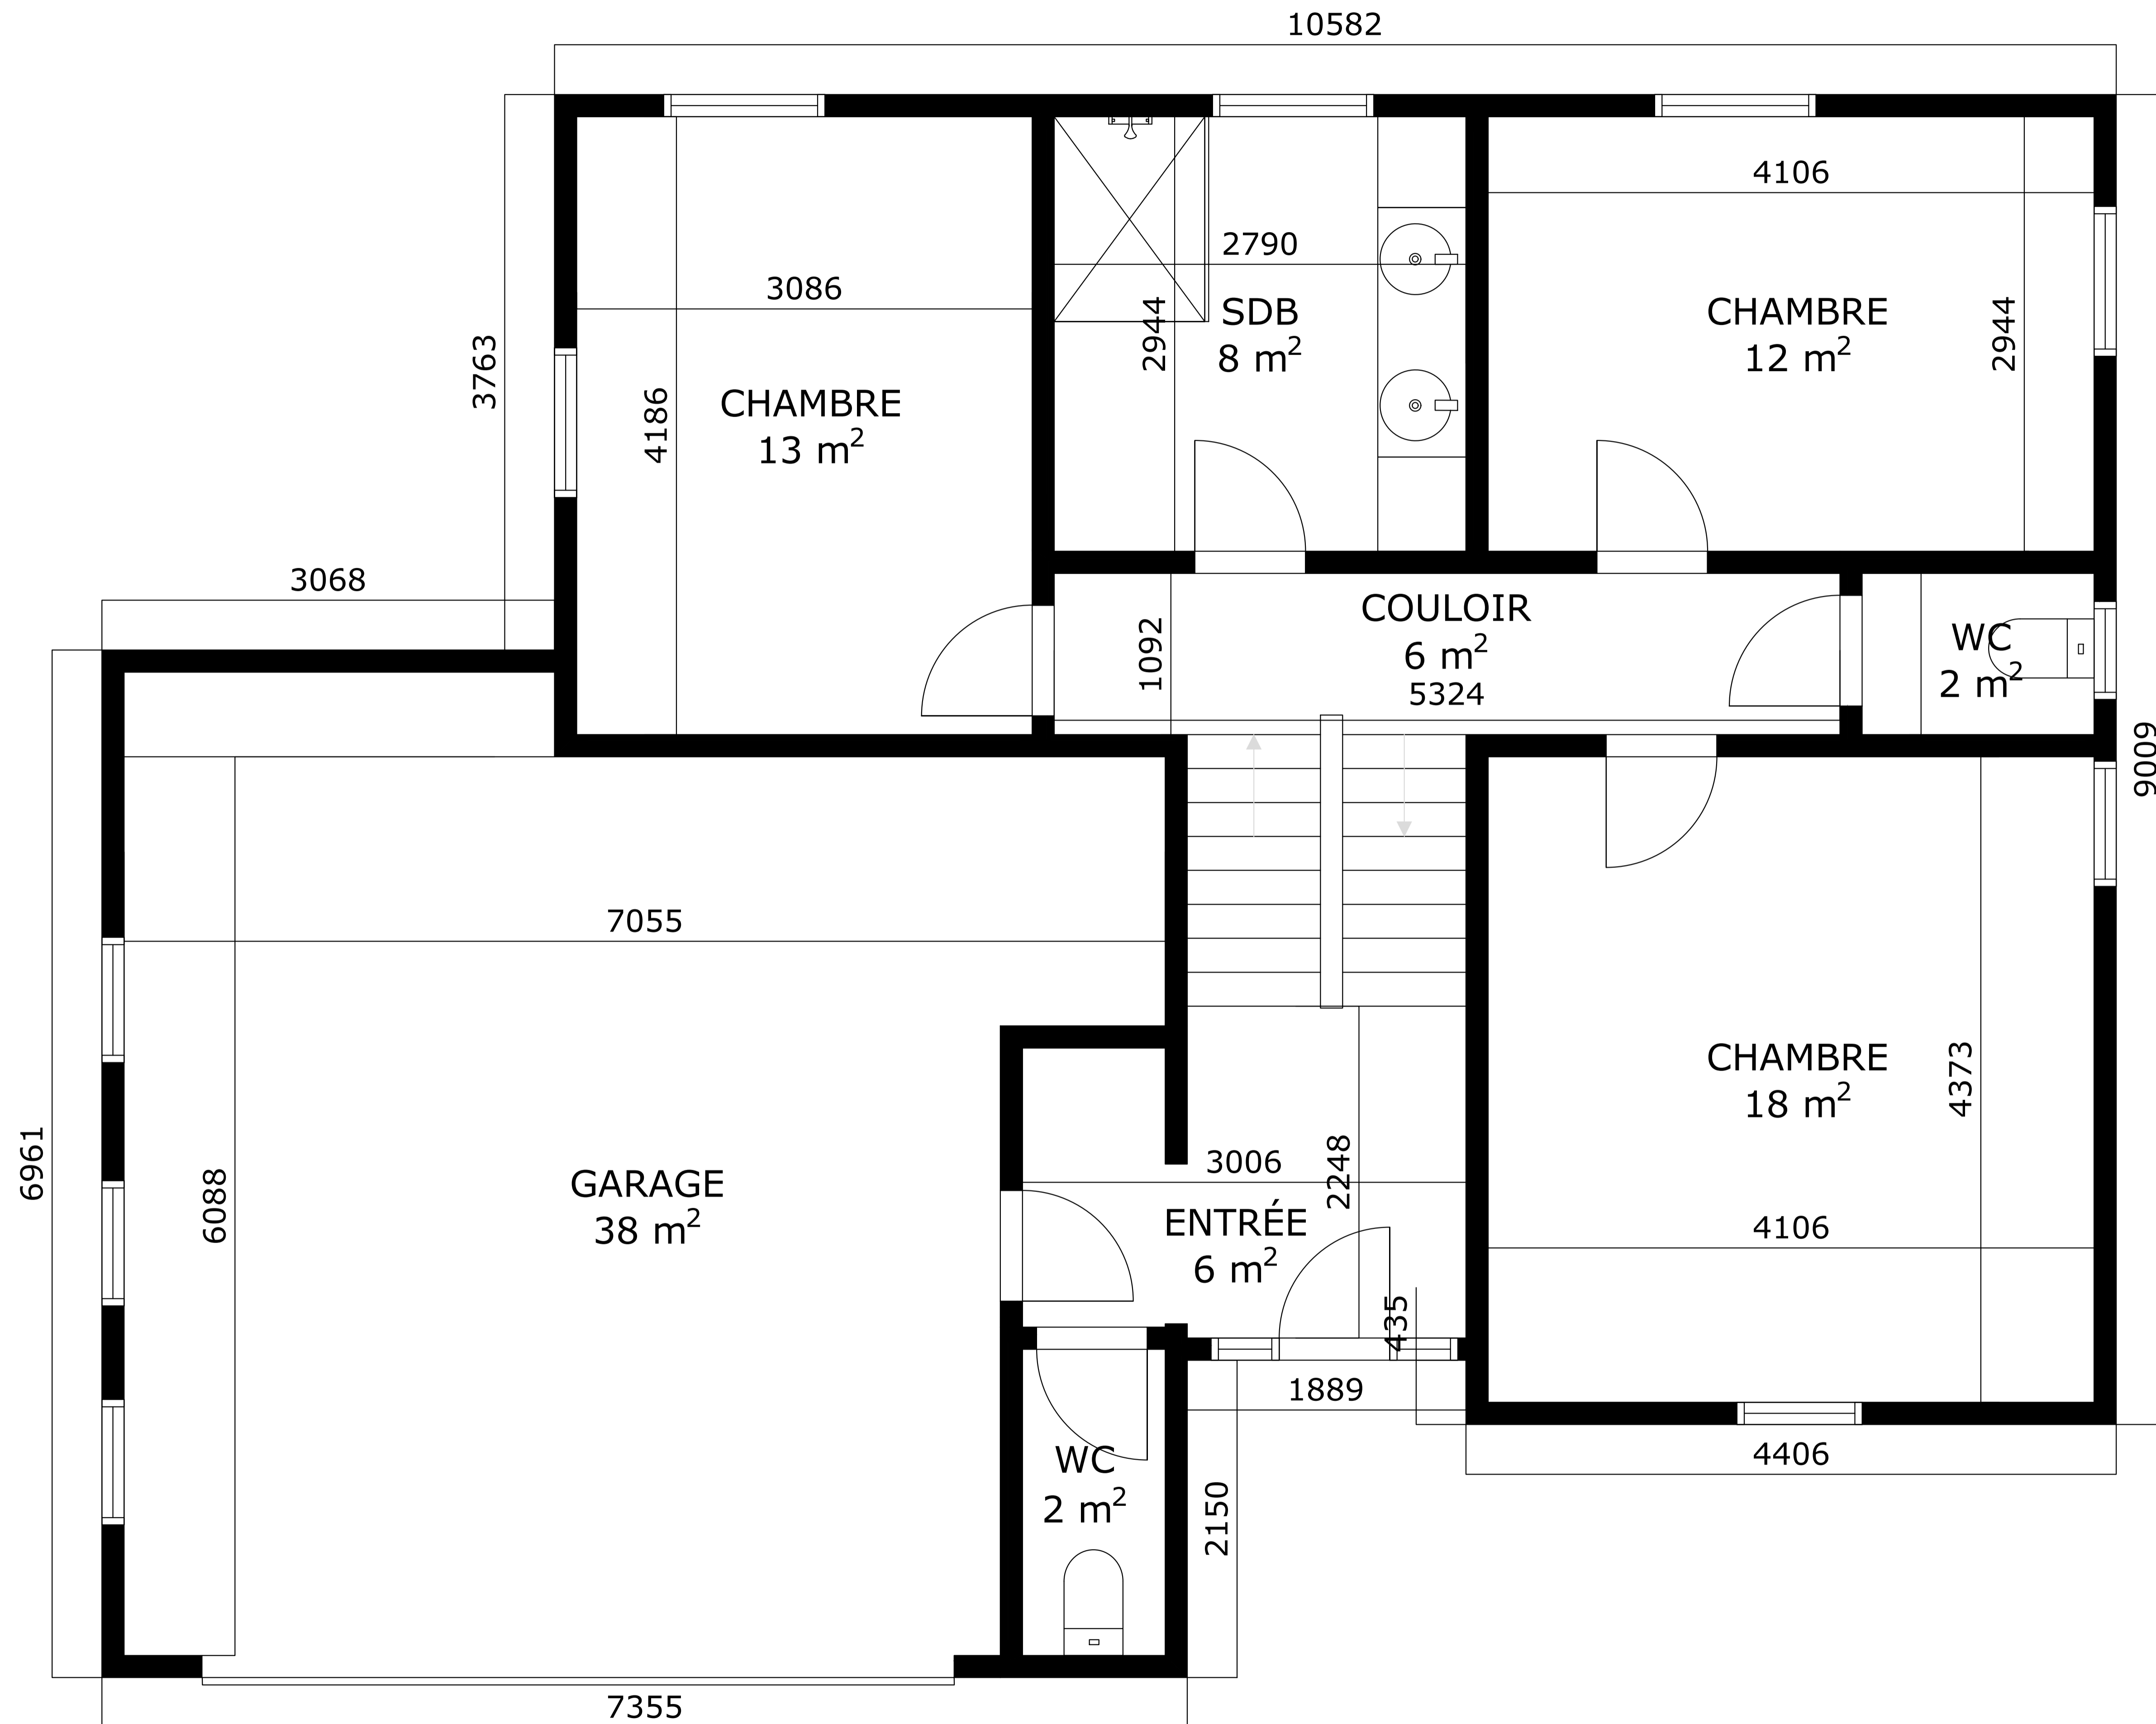 10582
4106
2790
3086
3763
4186
2944
SDB
8 m²
CHAMBRE
12 m²
2944
CHAMBRE
13 m²
3068
COULOIR
6 m²
5324
1092
WC
2 m²
9009
7055
CHAMBRE
18 m²
4373
6961
6088
GARAGE
38 m²
3006
2248
ENTRÉE
6 m²
4106
435
1889
4406
WC
2 m²
2150
7355